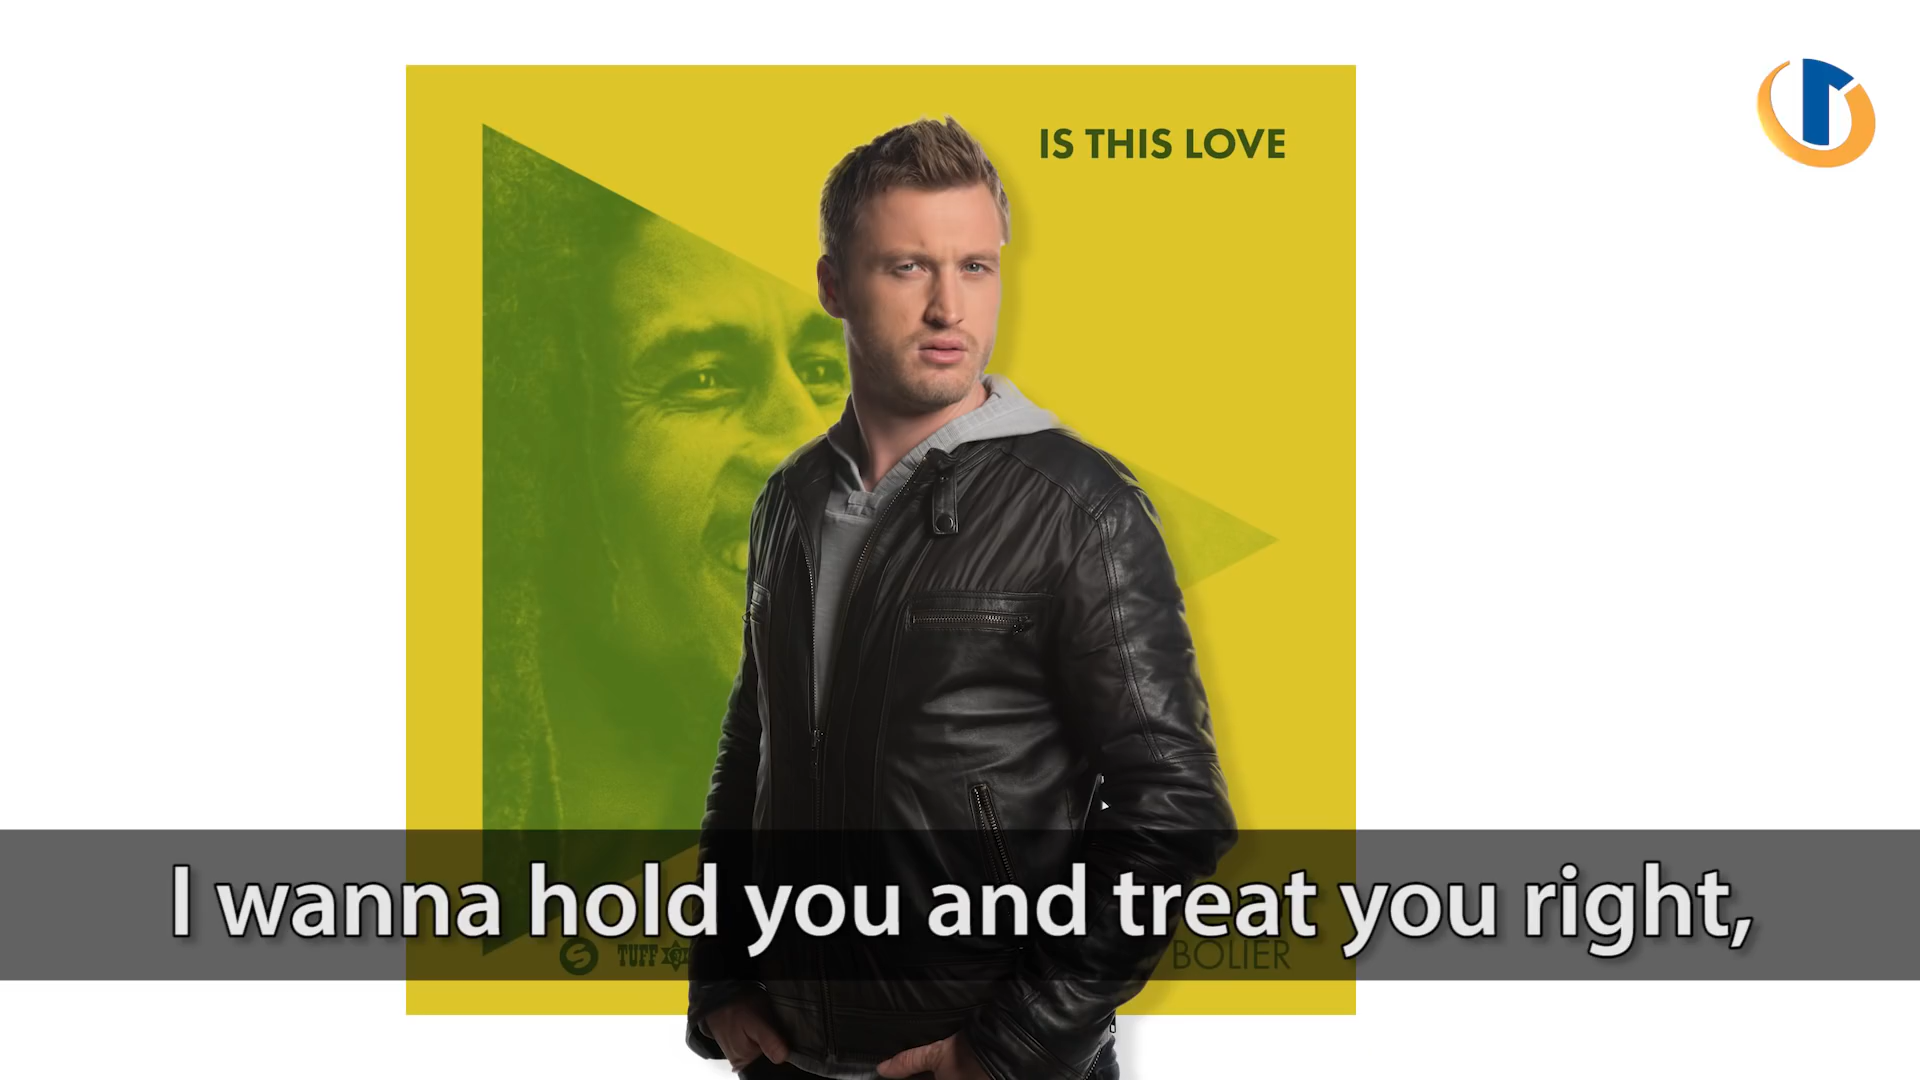 IS THIS LOVE
I wanna hold you and treat you right,
TUFF
BOLIER